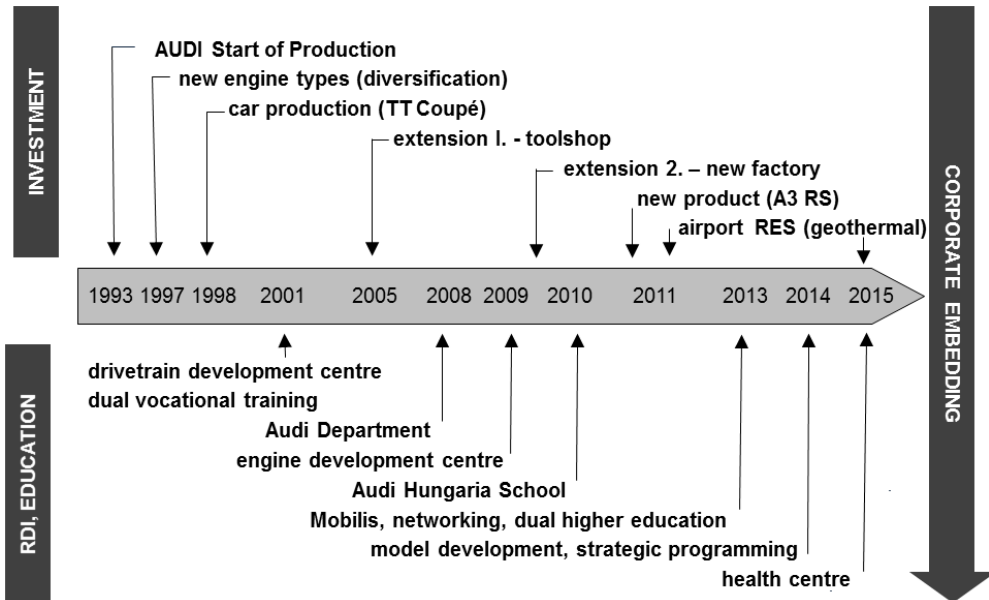 INVESTMENT
AUDI Start of Production
new engine types (diversification)
car production (TT Coupé)
extension I. - toolshop
extension 2. – new factory
new product (A3 RS)
airport RES (geothermal)
CORPORATE EMBEDDING
1993 1997 1998 2001 2005 2008 2009 2010 2011 2013 2014 2015
RDI, EDUCATION
drivetrain development centre
dual vocational training
Audi Department
engine development centre
Audi Hungaria School
Mobilis, networking, dual higher education
model development, strategic programming
health centre